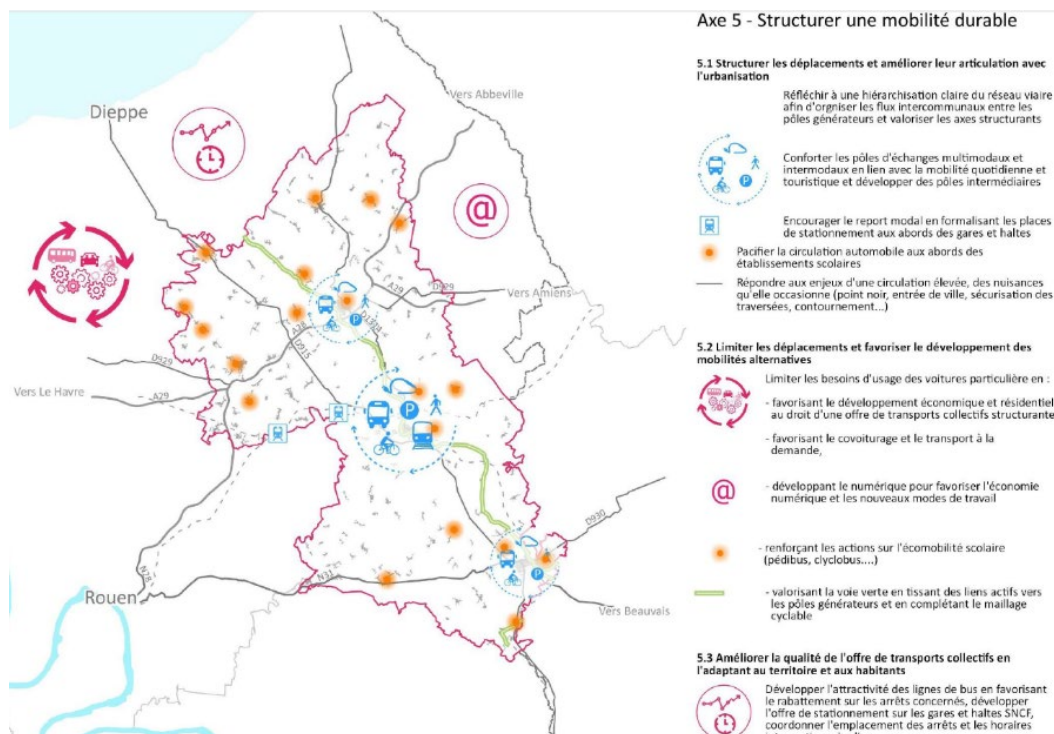 Axe 5 - Structurer une mobilité durable
5.1 Structurer les déplacements et améliorer leur articulation avec
l'urbanisation
Réfléchir à une hiérarchisation claire du réseau viaire
afin d'orgniser les flux intercommunaux entre les
pôles générateurs et valoriser les axes structurants
Conforter les pôles d'échanges multimodaux et
intermodaux en lien avec la mobilité quotidienne et
touristique et développer des pôles intermédiaires
Encourager le report modal en formalisant les places
de stationnement aux abords des gares et haltes
Pacifier la circulation automobile aux abords des
établissements scolaires
Répondre aux enjeux d'une circulation élevée, des nuisances
qu'elle occasionne (point noir, entrée de ville, sécurisation des
traversées, contournement...)
5.2 Limiter les déplacements et favoriser le développement des
mobilités alternatives
Limiter les besoins d'usage des voitures particulière en :
- favorisant le développement économique et résidentiel
au droit d'une offre de transports collectifs structurante
- favorisant le covoiturage et le transport à la
demande,
@
- développant le numérique pour favoriser l'économie
numérique et les nouveaux modes de travail
- renforçant les actions sur l'écomobilité scolaire
(pédibus, clyclobus....)
- valorisant la voie verte en tissant des liens actifs vers
les pôles générateurs et en complétant le maillage
cyclable
5.3 Améliorer la qualité de l'offre de transports collectifs en
l'adaptant au territoire et aux habitants
Développer l'attractivité des lignes de bus en favorisant
le rabattement sur les arrêts concernés, développer
l'offre de stationnement sur les gares et haltes SNCF,
coordonner l'emplacement des arrêts et les horaires
Dieppe
Vers Abbeville
@
D929
A29
Vers Amiens
D1924
P
A28
D915
D929
A29
Vers Le Havre
P
D930
P
N28
N31
Rouen
Vers Beauvais